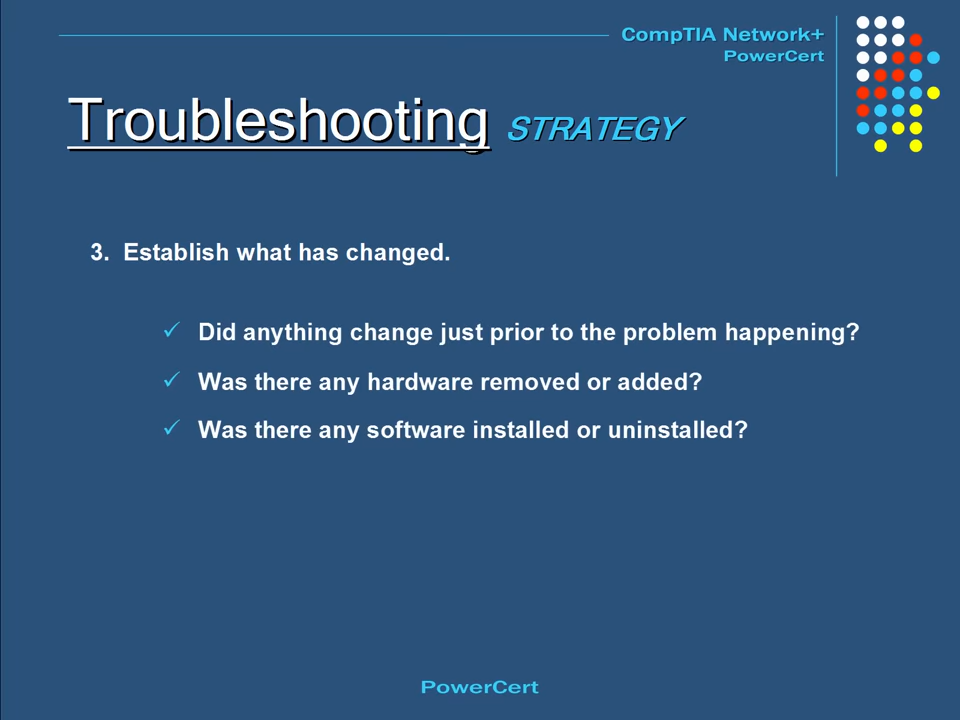 CompTIA Network+
PowerCert
Troubleshooting STRATEGY
3. Establish what has changed.
✓ Did anything change just prior to the problem happening?
✓ Was there any hardware removed or added?
✓ Was there any software installed or uninstalled?
PowerCert